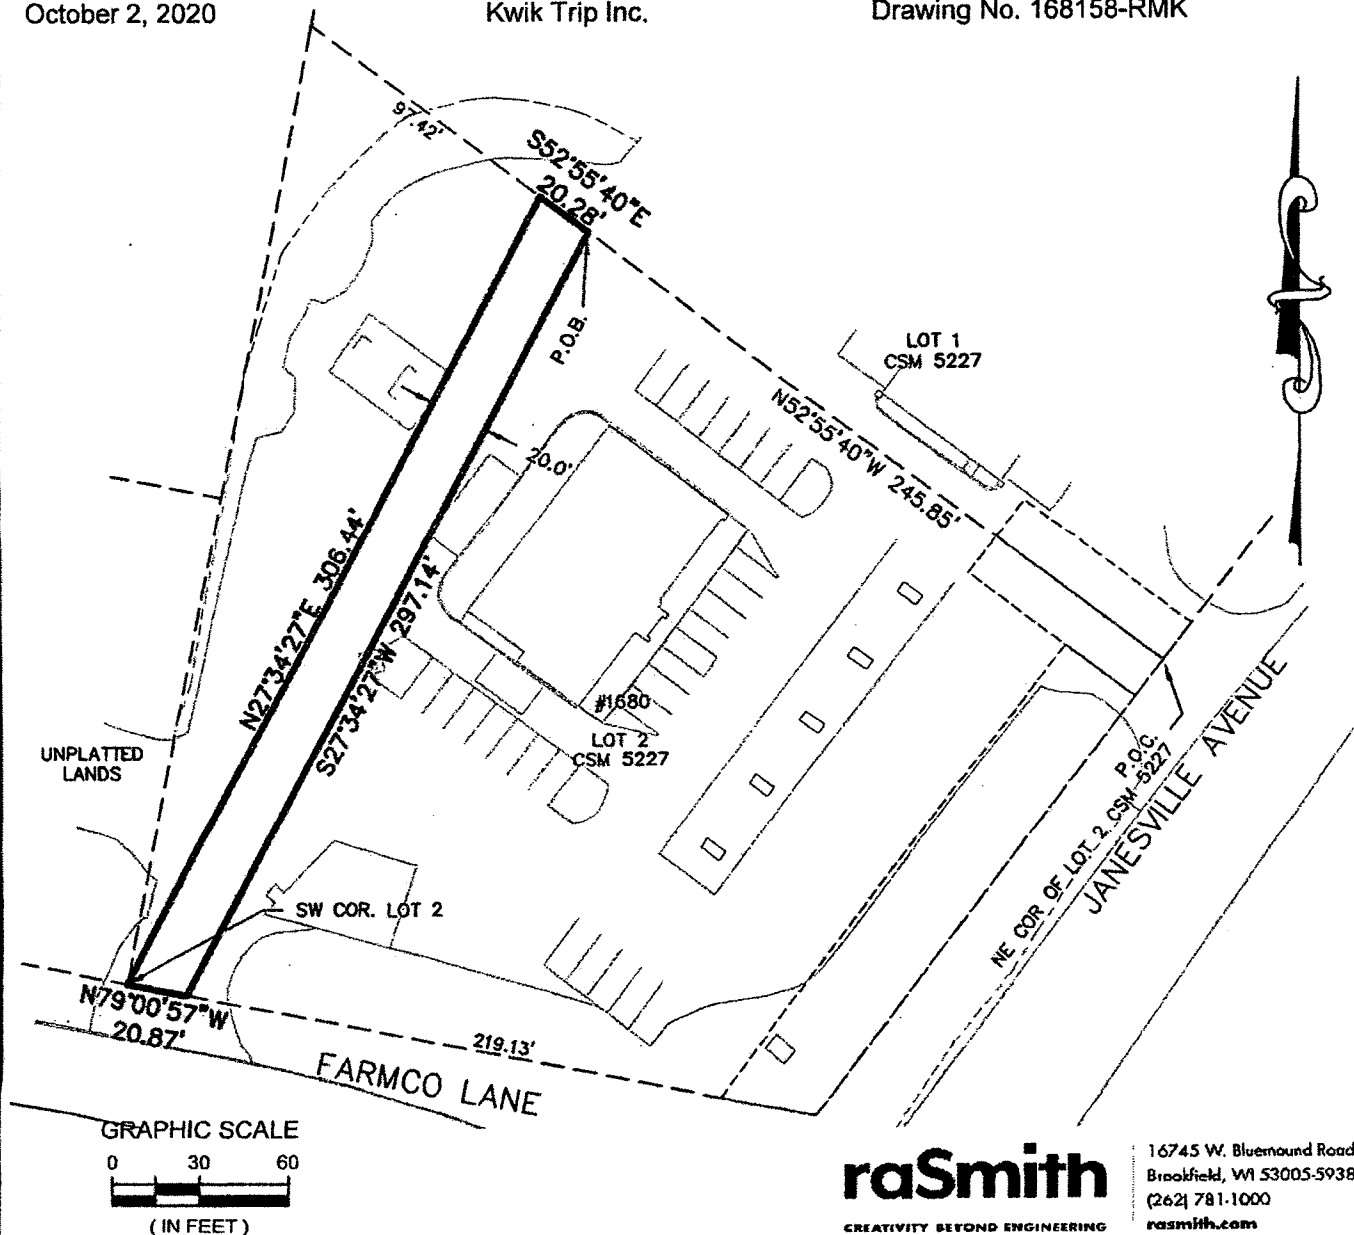 October 2, 2020 Kwik Trip Inc. Drawing No. 168158-RMK
97.42'
S52°55'40"E
20.28'
P.O.B.
LOT 1
CSM 5227
N52°55'40"W 245.85'
20.0'
N27°34'27"E 306.44'
S27°34'27"W 297.14'
#1680
LOT 2
CSM 5227
UNPLATTED
LANDS
P.O.C.
NE COR OF LOT 2 CSM 5227
JANESVILLE AVENUE
SW COR. LOT 2
N79°00'57"W
20.87'
219.13'
FARMCO LANE
GRAPHIC SCALE
0 30 60
( IN FEET )
raSmith
CREATIVITY BEYOND ENGINEERING
16745 W. Bluemound Road
Brookfield, WI 53005-5938
(262) 781-1000
rasmith.com